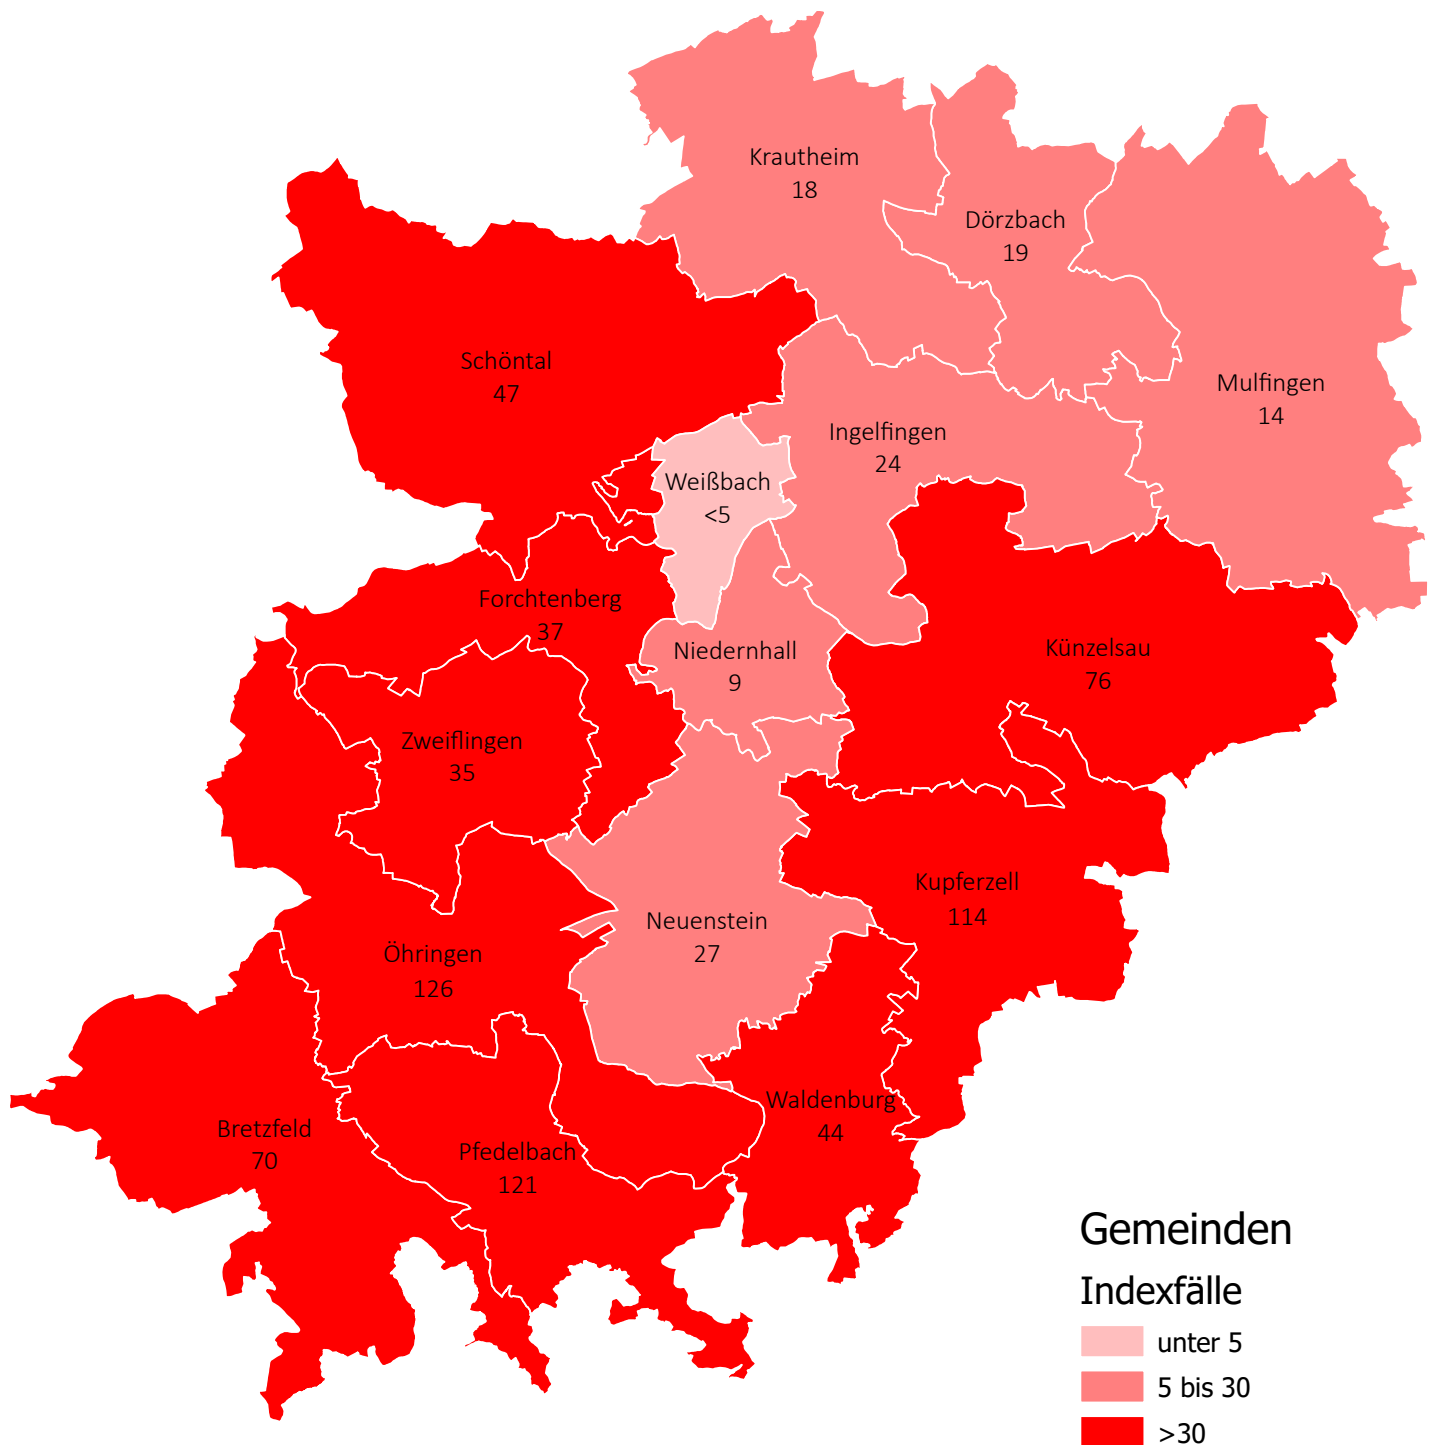 Krautheim
18
Dörzbach
19
Schöntal
47
Mulfingen
14
Ingelfingen
24
Weißbach
<5
Forchtenberg
37
Niedernhall
9
Künzelsau
76
Zweiflingen
35
Kupferzell
114
Neuenstein
27
Öhringen
126
Waldenburg
44
Bretzfeld
70
Pfedelbach
121
Gemeinden
Indexfälle
unter 5
5 bis 30
>30